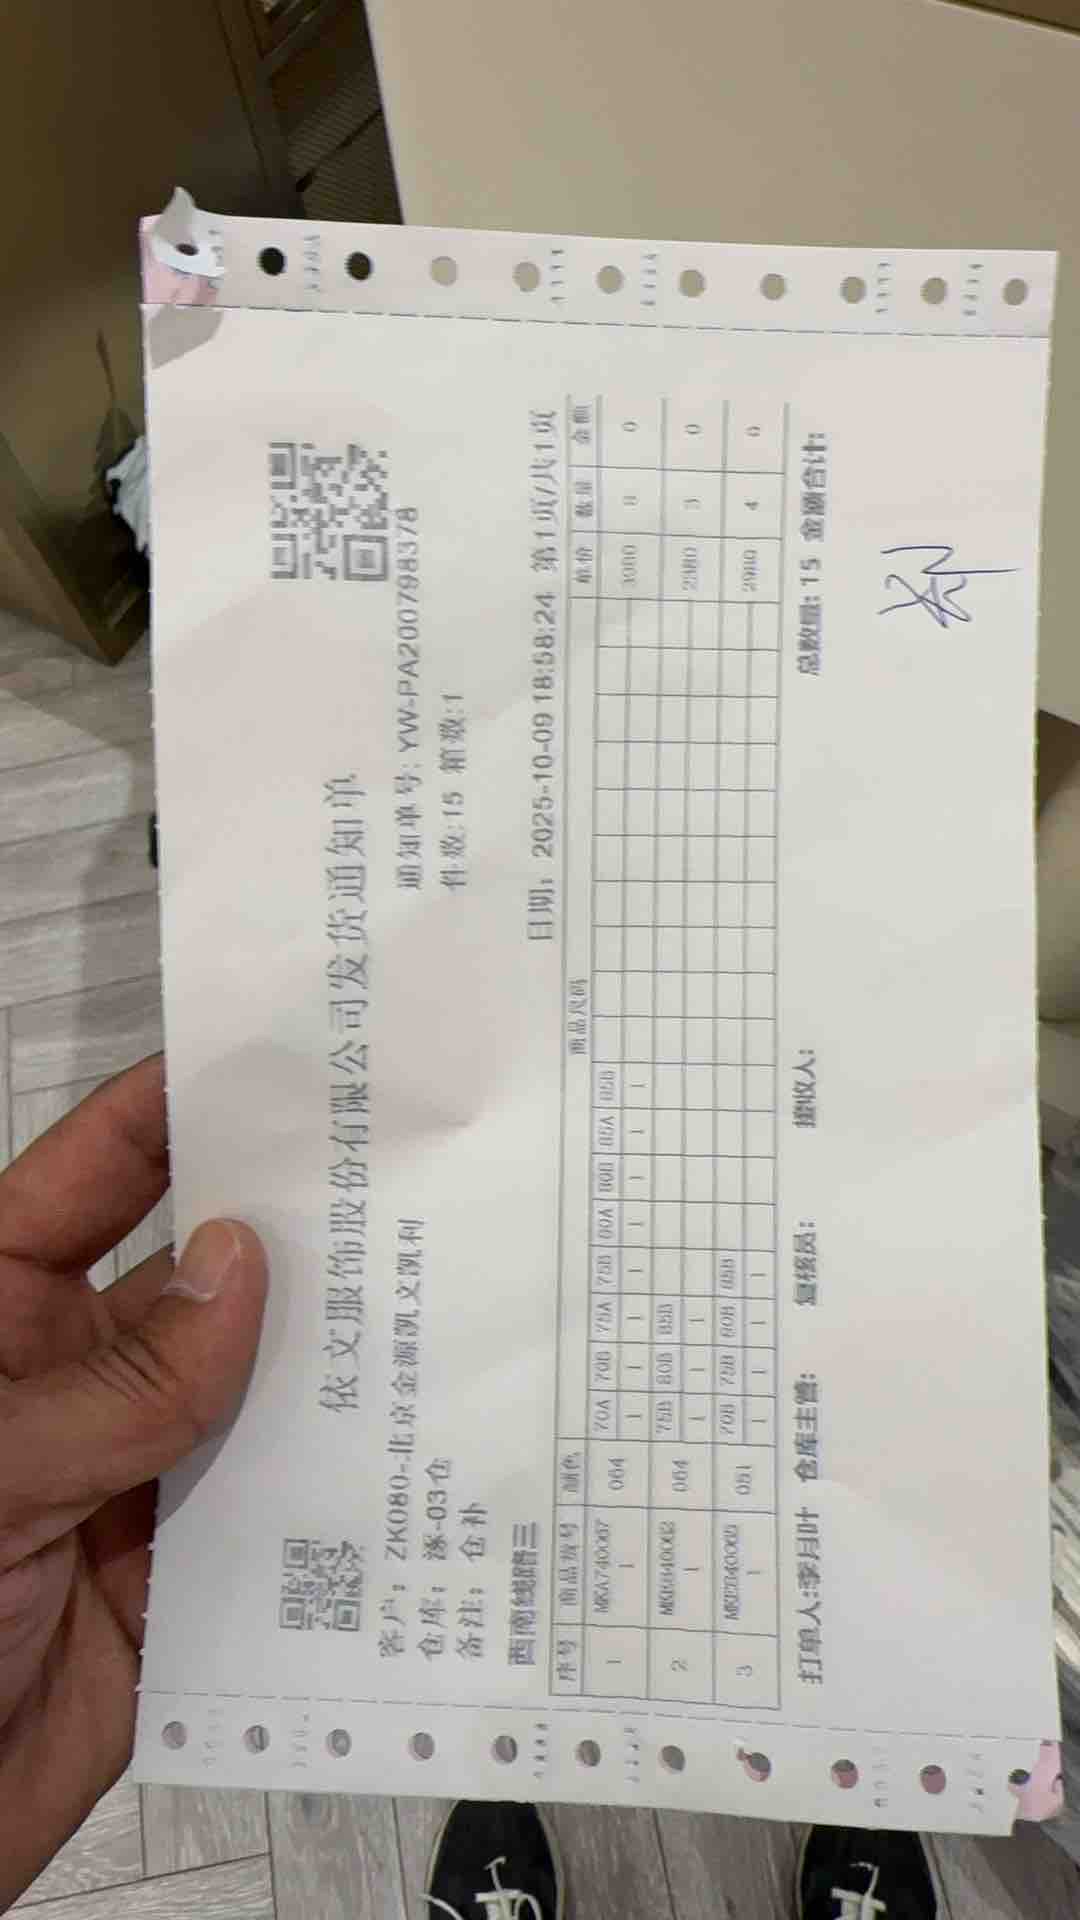 依文服饰股份有限公司发货通知单
客户: ZK080-北京金源凯文凯利 通知单号: YW-PA200798378
仓库: 涿-03仓 件数:15 箱数:1
备注: 仓补
西南线路三 日期: 2025-10-09 18:58:24 第1页/共1页
序号 商品货号 颜色 商品尺码 单价 数量 金额
70A 70B 75A 75B 80A 80B 85A 85B
1 MKA740067 1 064 1 1 1 1 1 1 1 1 3080 8 0
75B 80B 85B
2 1 064 1 1 1 2380 3 0
70B 75B 80B 85B
3 1 051 1 1 1 1 2980 4 0
打单人:李月叶 仓库主管: 复核员: 接收人: 总数量: 15 金额合计: